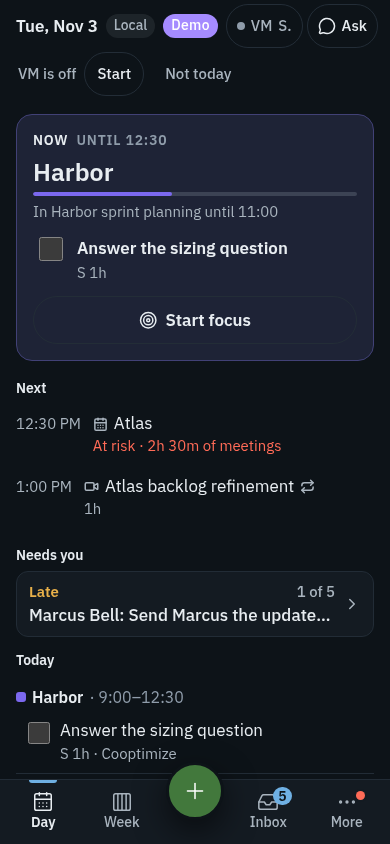 Tue, Nov 3 Local Demo VM S. Ask
VM is off Start Not today
NOW UNTIL 12:30
Harbor
In Harbor sprint planning until 11:00
Answer the sizing question
S 1h
Start focus
Next
12:30 PM Atlas
At risk · 2h 30m of meetings
1:00 PM Atlas backlog refinement
1h
Needs you
Late 1 of 5
Marcus Bell: Send Marcus the update...
Today
Harbor · 9:00–12:30
Answer the sizing question
S 1h · Cooptimize
Day Week Inbox 5 More